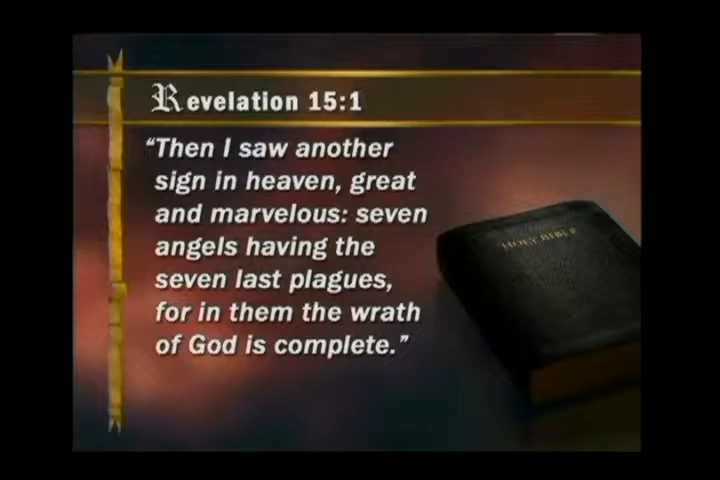 Revelation 15:1
“Then I saw another
sign in heaven, great
and marvelous: seven
angels having the
seven last plagues,
for in them the wrath
of God is complete.”
HOLY BIBLE